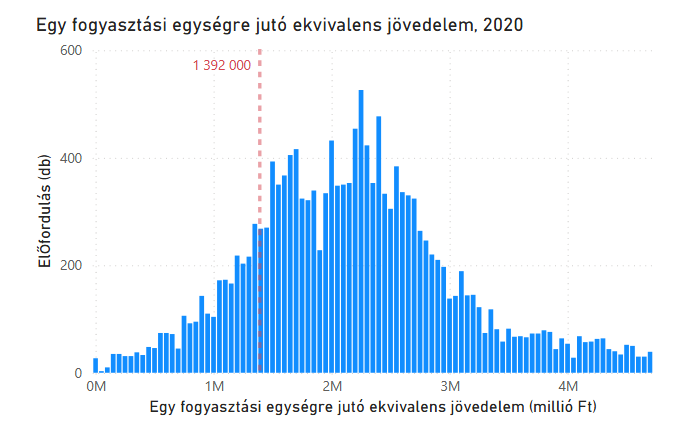 Egy fogyasztási egységre jutó ekvivalens jövedelem, 2020
600
1 392 000
400
Előfordulás (db)
200
0
0M 1M 2M 3M 4M
Egy fogyasztási egységre jutó ekvivalens jövedelem (millió Ft)